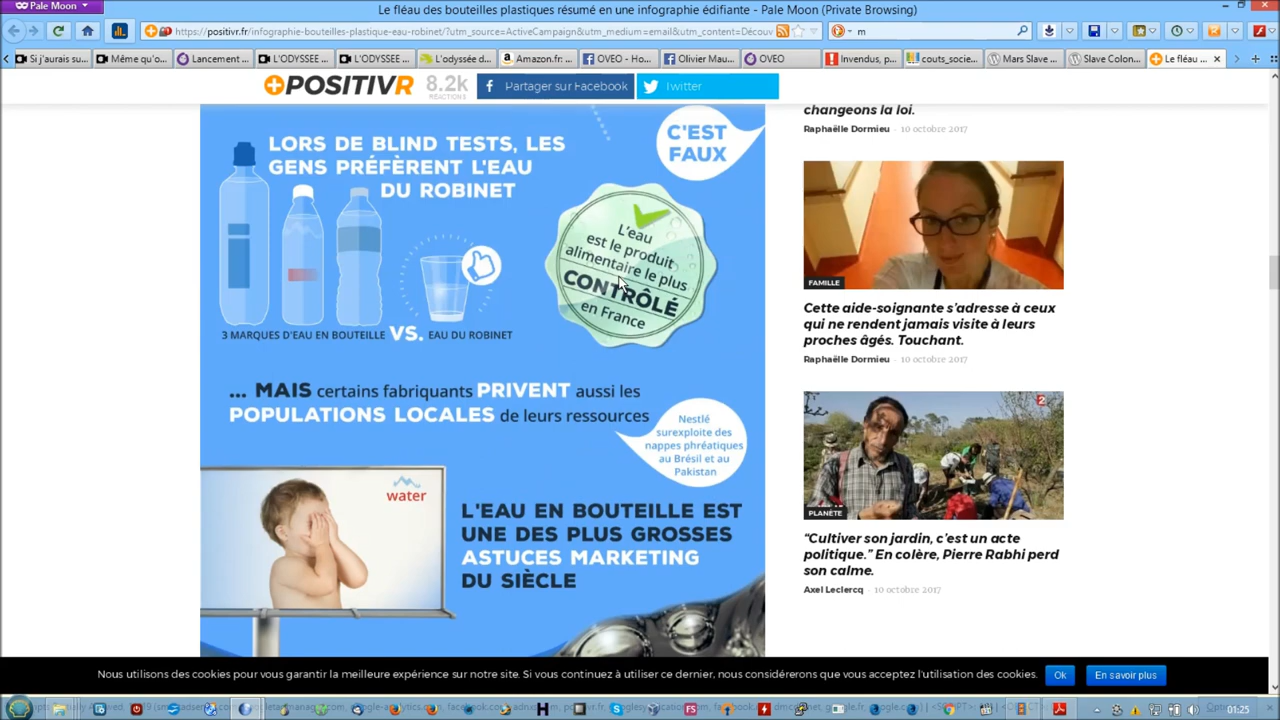 Pale Moon
Le fléau des bouteilles plastiques résumé en une infographie édifiante - Pale Moon (Private Browsing)
https://positivr.fr/infographie-bouteilles-plastique-eau-robinet/?utm_source=ActiveCampaign&utm_medium=email&utm_content=Découv
m
Si j'aurais su...
Même qu'o...
Lancement ...
L'ODYSSEE ...
L'ODYSSEE ...
L'odyssée d...
Amazon.fr: ...
OVEO - Ho...
Olivier Mau...
OVEO
Invendus, p...
couts_socie...
Mars Slave ...
Slave Colon...
Le fléau ...
POSITIVR
8.2k
RÉACTIONS
Partager sur Facebook
Twitter
LORS DE BLIND TESTS, LES
GENS PRÉFÈRENT L'EAU
DU ROBINET
C'EST
FAUX
L'eau
est le produit
alimentaire le plus
CONTRÔLÉ
en France
3 MARQUES D'EAU EN BOUTEILLE VS. EAU DU ROBINET
... MAIS certains fabriquants PRIVENT aussi les
POPULATIONS LOCALES de leurs ressources
Nestlé
surexploite des
nappes phréatiques
au Brésil et au
Pakistan
water
L'EAU EN BOUTEILLE EST
UNE DES PLUS GROSSES
ASTUCES MARKETING
DU SIÈCLE
changeons la loi.
Raphaëlle Dormieu - 10 octobre 2017
FAMILLE
Cette aide-soignante s'adresse à ceux
qui ne rendent jamais visite à leurs
proches âgés. Touchant.
Raphaëlle Dormieu - 10 octobre 2017
2
PLANÈTE
“Cultiver son jardin, c'est un acte
politique.” En colère, Pierre Rabhi perd
son calme.
Axel Leclercq - 10 octobre 2017
Nous utilisons des cookies pour vous garantir la meilleure expérience sur notre site. Si vous continuez à utiliser ce dernier, nous considérerons que vous acceptez l'utilisation des cookies.
Ok
En savoir plus
01:25